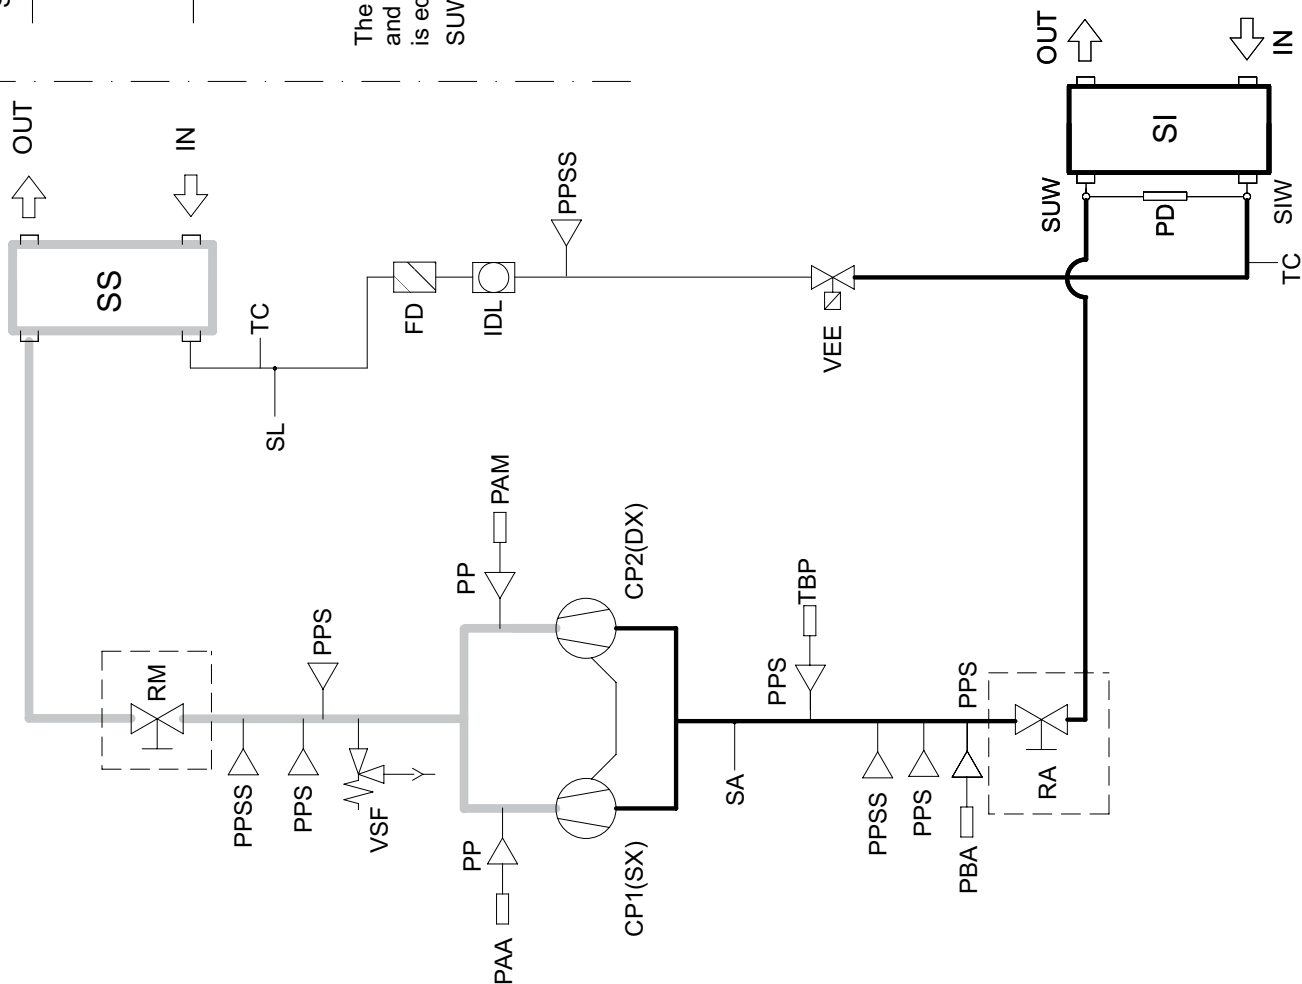 The
and
is
SUW
OUT
IN
SS
TC
SL
FD
IDL
PPSS
VEE
OUT
IN
SI
SUW
PD
SIW
TC
RM
PPSS
PPS
PPS
VSF
PP
PAM
PP
PAA
CP2(DX)
CP1(SX)
PPS
TBP
SA
PPSS
PPS
PPS
PBA
RA